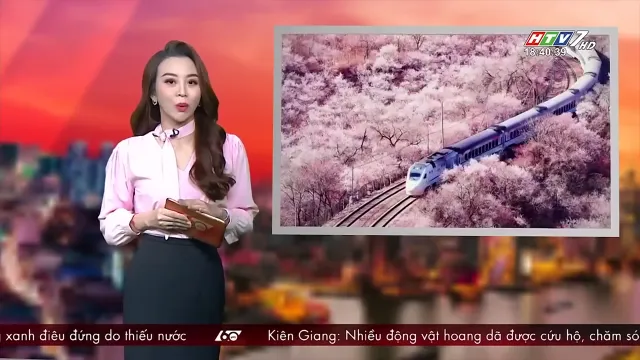 HTV7 HD
18:40:39
g xanh điêu đứng do thiếu nước 60 Kiên Giang: Nhiều động vật hoang dã được cứu hộ, chăm só